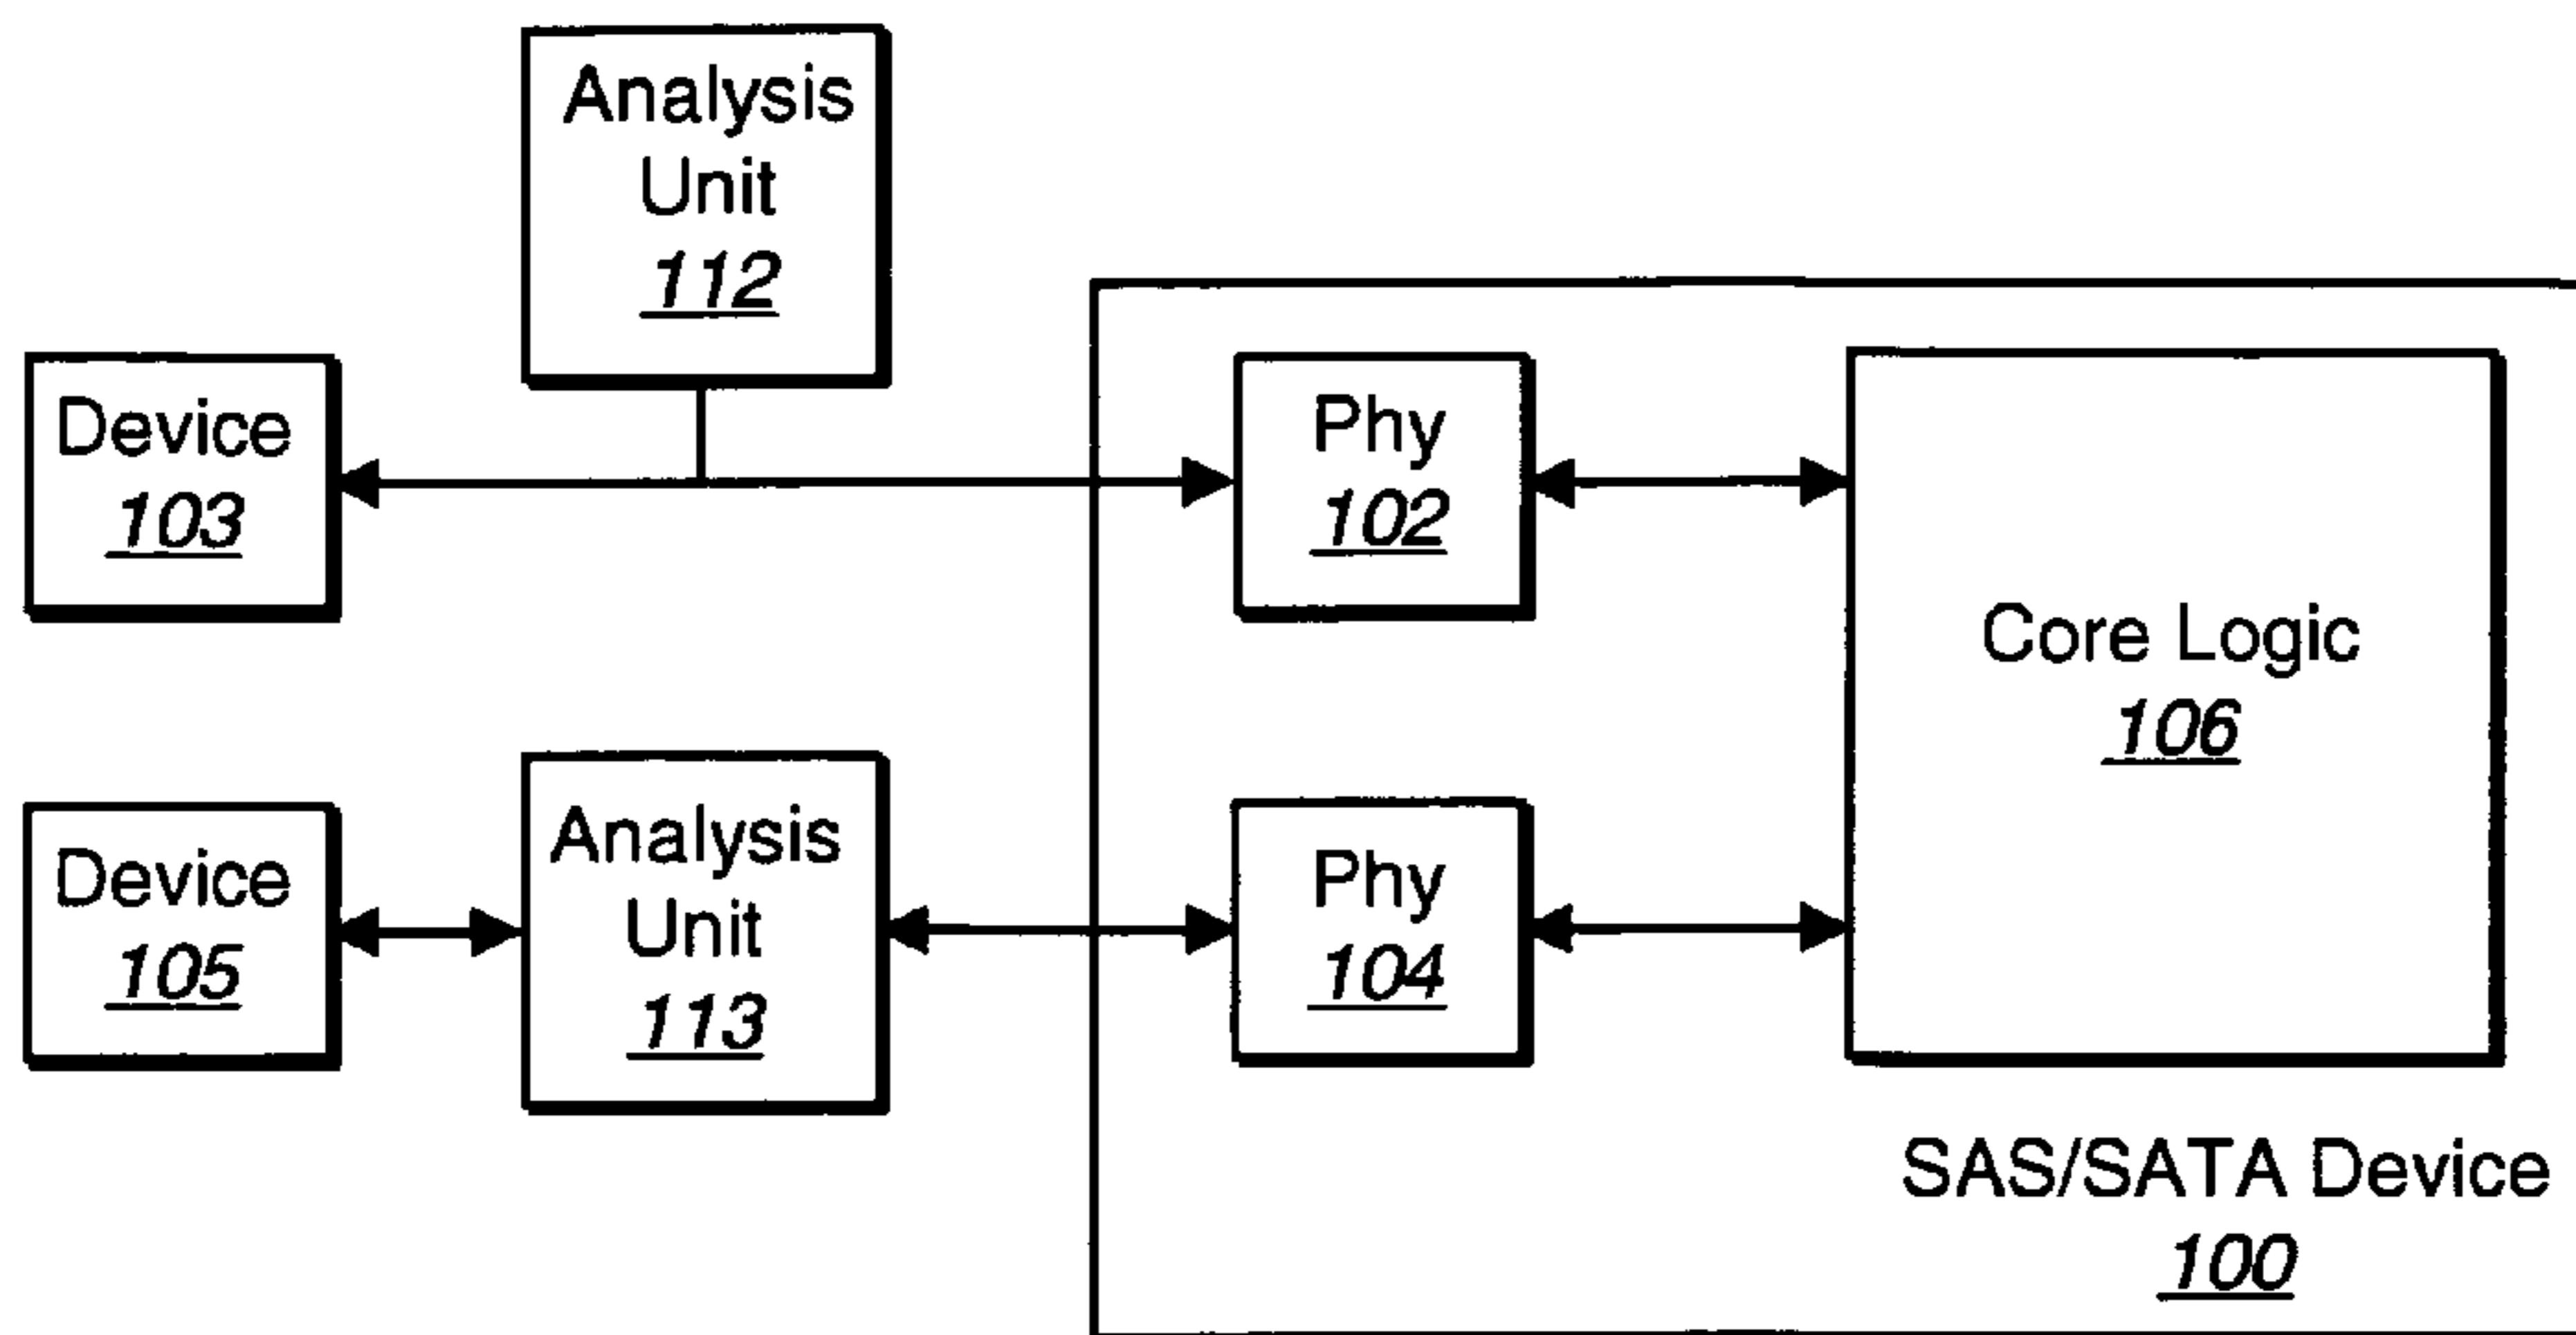 Analysis
Unit
112
Device
103
Phy
102
Core Logic
106
Device
105
Analysis
Unit
113
Phy
104
SAS/SATA Device
100